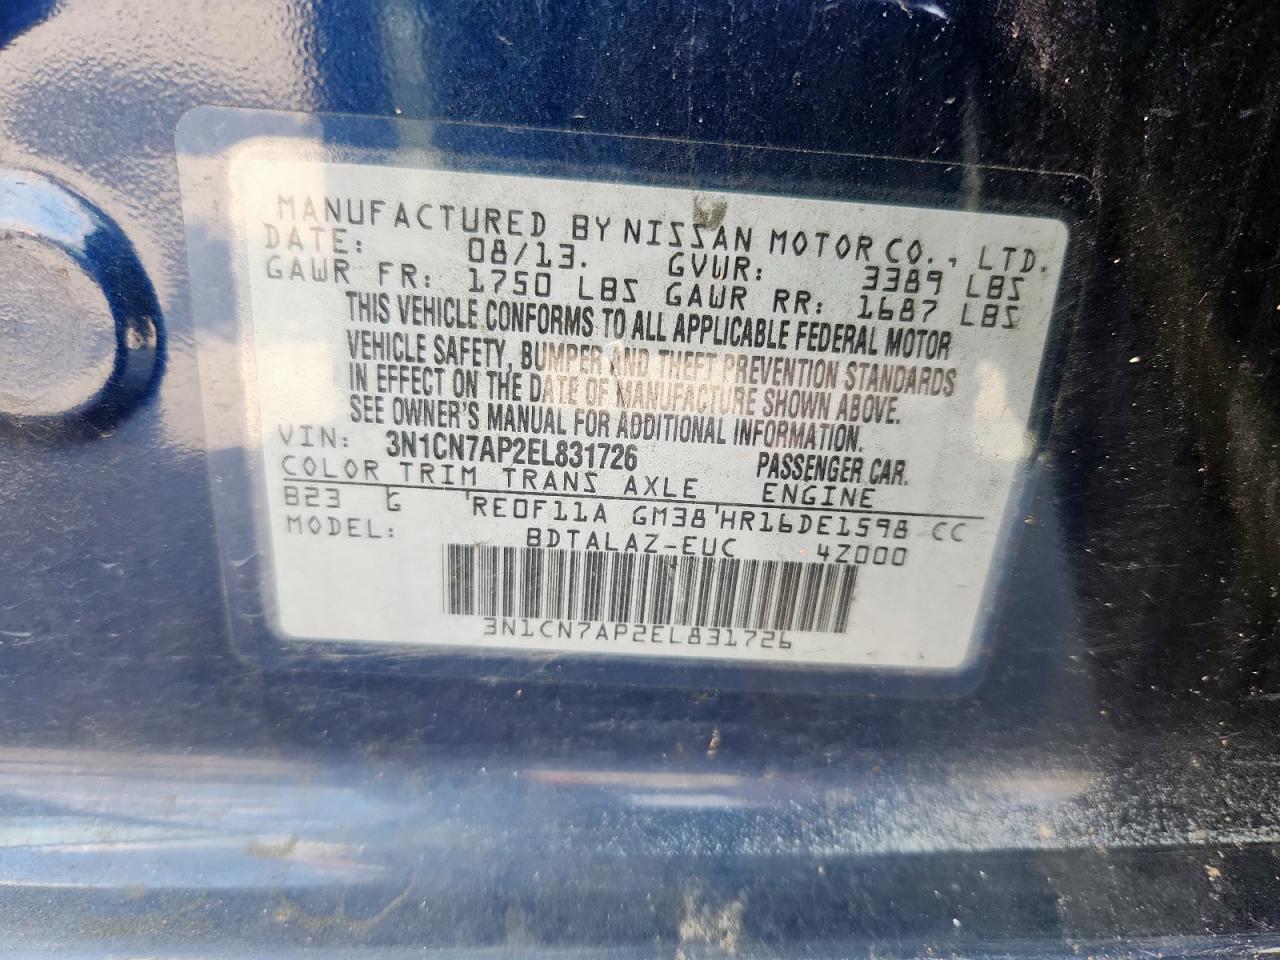 MANUFACTURED BY NISSAN MOTOR CO., LTD.
DATE: 08/13. GVWR: 3389 LBS
GAWR FR: 1750 LBS GAWR RR: 1687 LBS
THIS VEHICLE CONFORMS TO ALL APPLICABLE FEDERAL MOTOR
VEHICLE SAFETY, BUMPER AND THEFT PREVENTION STANDARDS
IN EFFECT ON THE DATE OF MANUFACTURE SHOWN ABOVE.
SEE OWNER'S MANUAL FOR ADDITIONAL INFORMATION.
VIN: 3N1CN7AP2EL831726 PASSENGER CAR.
COLOR TRIM TRANS AXLE ENGINE
B23 G RE0F11A GM38 HR16DE1598 CC
MODEL: BDTALAZ-EUC 4Z000
3N1CN7AP2EL831726